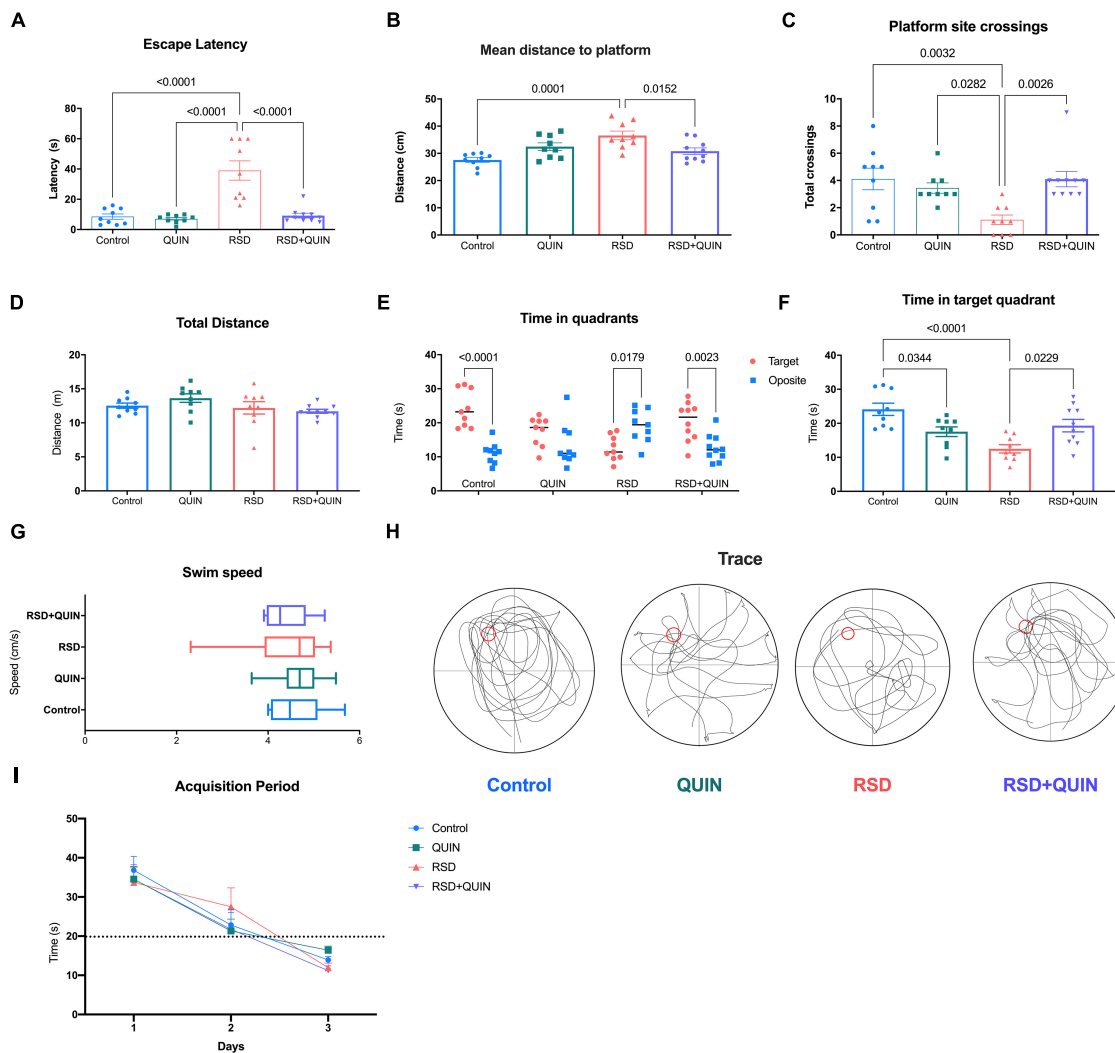 A
Escape Latency
<0.0001
<0.0001
<0.0001
Latency (s)
80
60
40
20
0
Control
QUIN
RSD
RSD+QUIN
B
Mean distance to platform
0.0001
0.0152
Distance (cm)
50
40
30
20
10
0
Control
QUIN
RSD
RSD+QUIN
C
Platform site crossings
0.0032
0.0282
0.0026
Total crossings
10
8
6
4
2
0
Control
QUIN
RSD
RSD+QUIN
D
Total Distance
Distance (m)
20
15
10
5
0
Control
QUIN
RSD
RSD+QUIN
E
Time in quadrants
<0.0001
0.0179
0.0023
Target
Oposite
Time (s)
40
30
20
10
0
Control
QUIN
RSD
RSD+QUIN
F
Time in target quadrant
<0.0001
0.0344
0.0229
Time (s)
40
30
20
10
0
Control
QUIN
RSD
RSD+QUIN
G
Swim speed
Speed (cm/s)
RSD+QUIN
RSD
QUIN
Control
0
2
4
6
H
Trace
Control
QUIN
RSD
RSD+QUIN
I
Acquisition Period
Time (s)
50
40
30
20
10
0
1
2
3
Days
Control
QUIN
RSD
RSD+QUIN